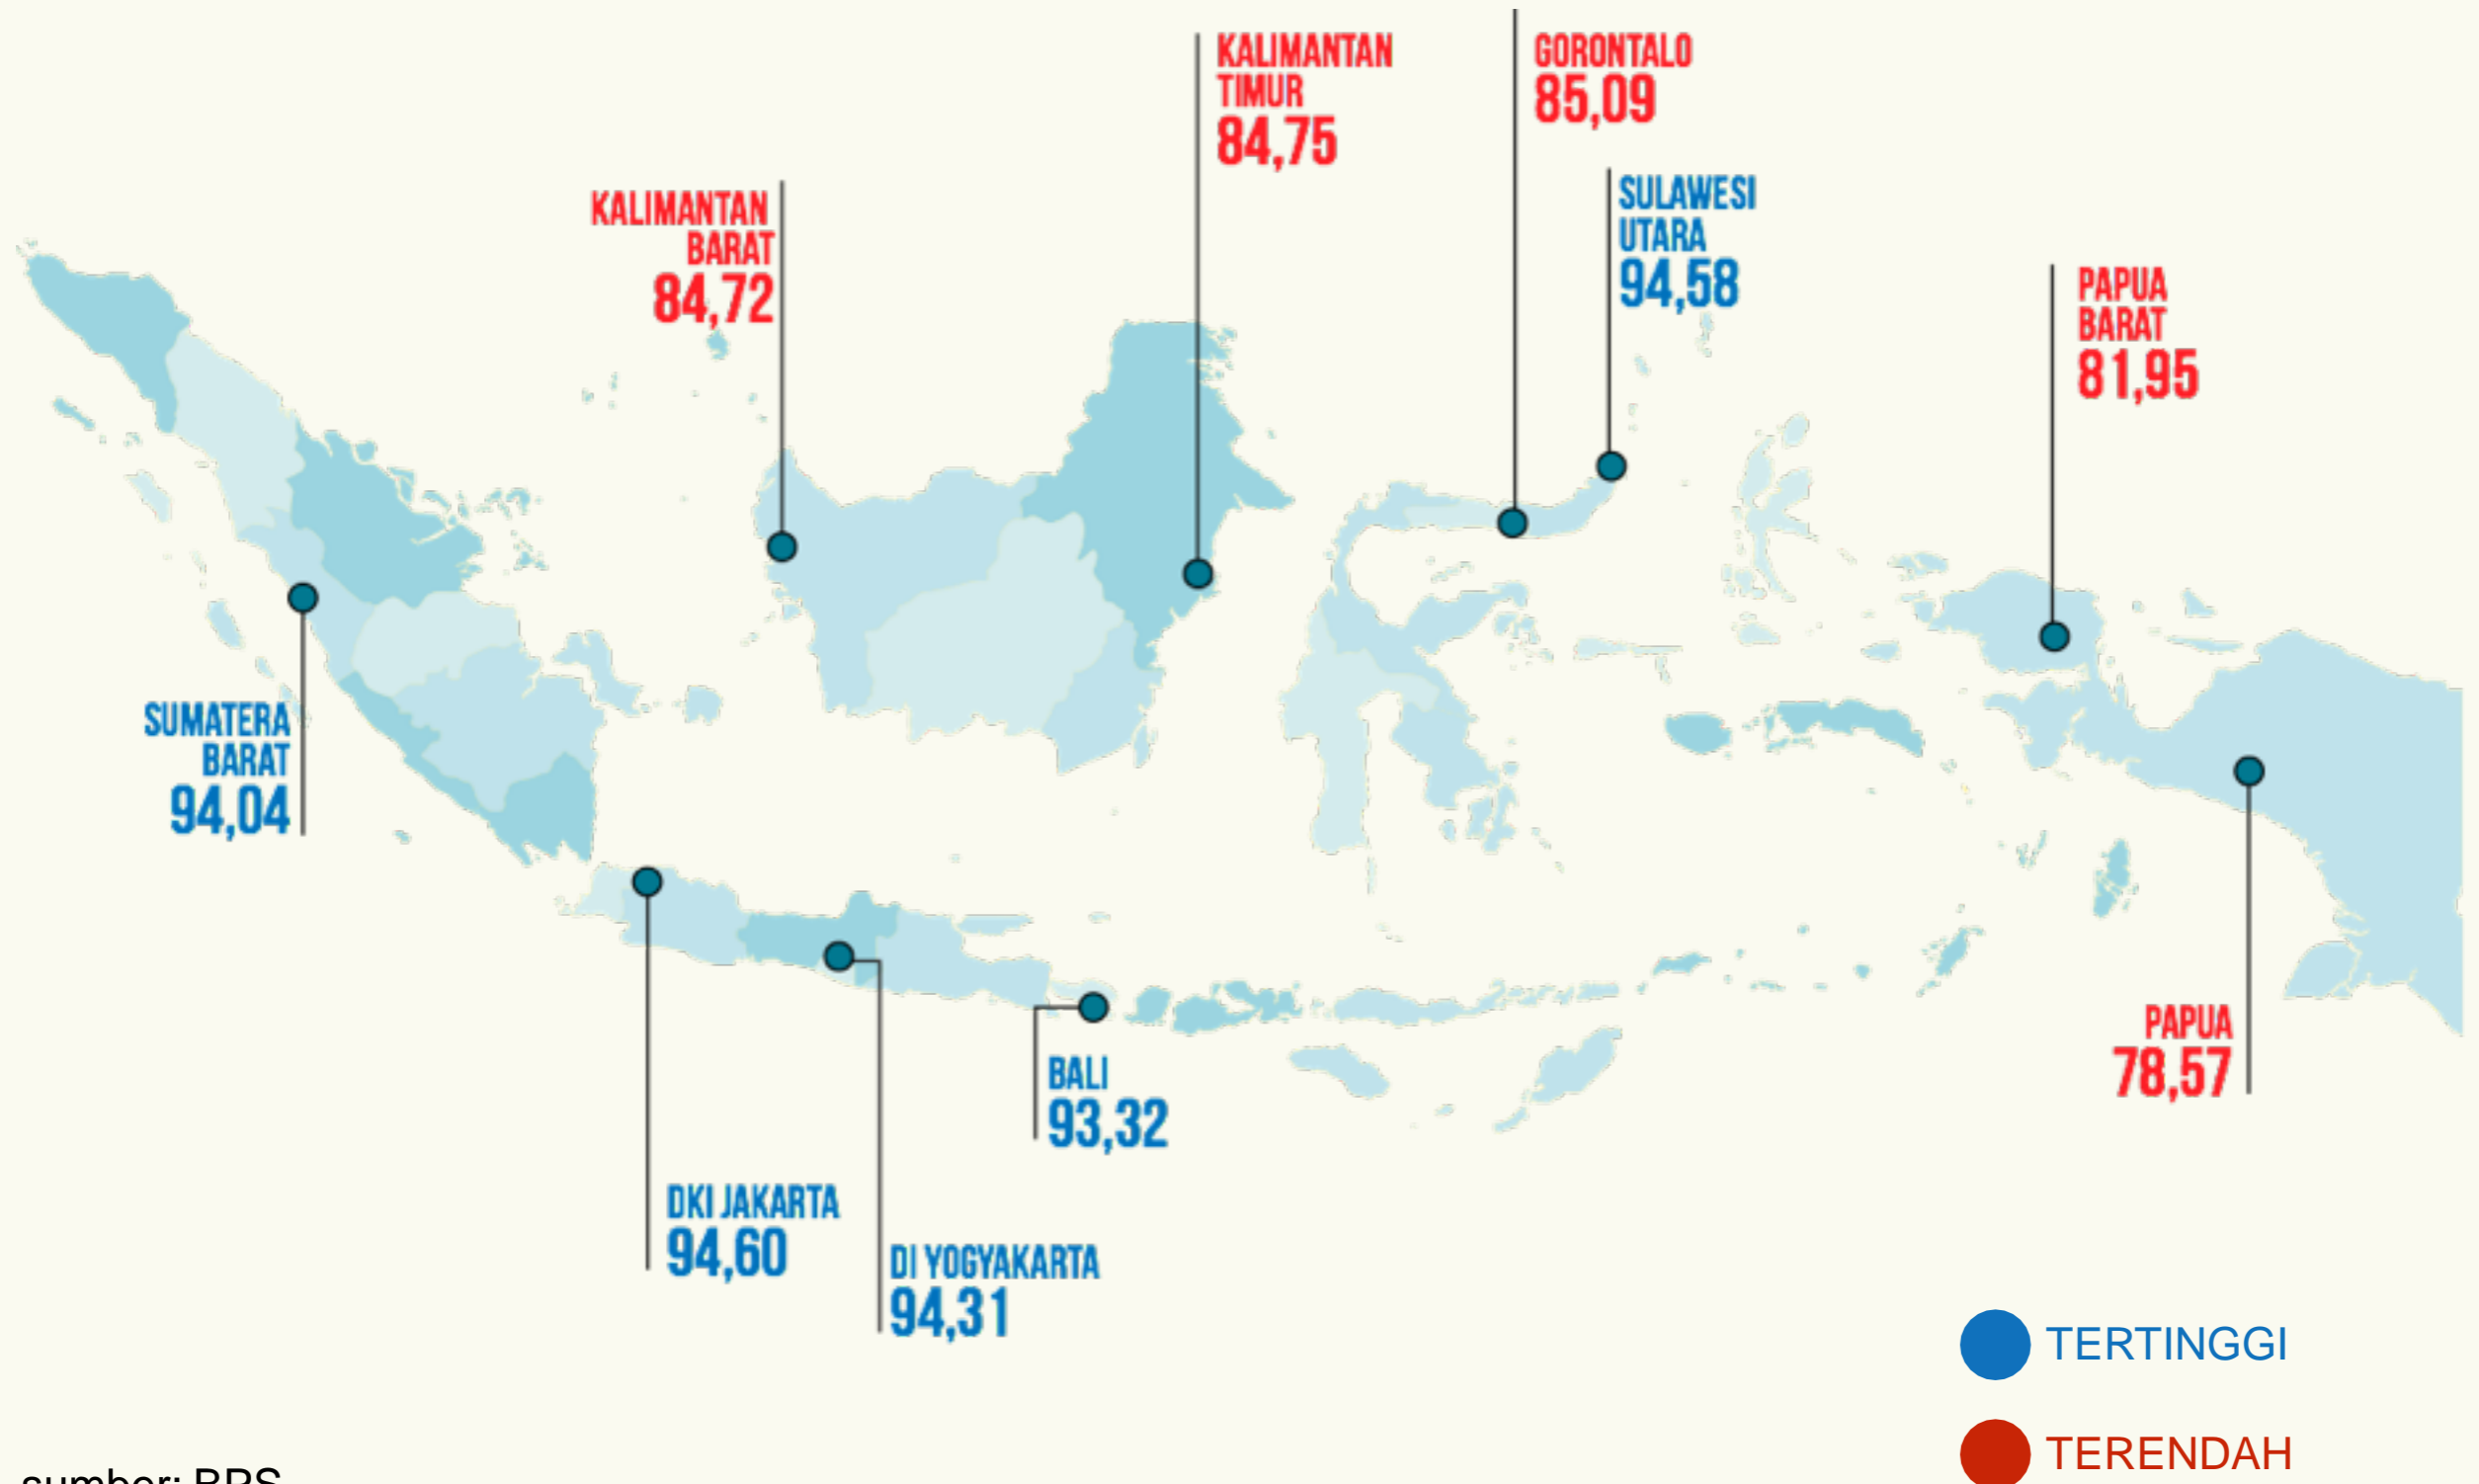 KALIMANTAN
TIMUR
84,75
GORONTALO
85,09
KALIMANTAN
BARAT
84,72
SULAWESI
UTARA
94,58
PAPUA
BARAT
81,95
SUMATERA
BARAT
94,04
PAPUA
78,57
BALI
93,32
DKI JAKARTA
94,60
DI YOGYAKARTA
94,31
TERTINGGI
TERENDAH
sumber: BPS